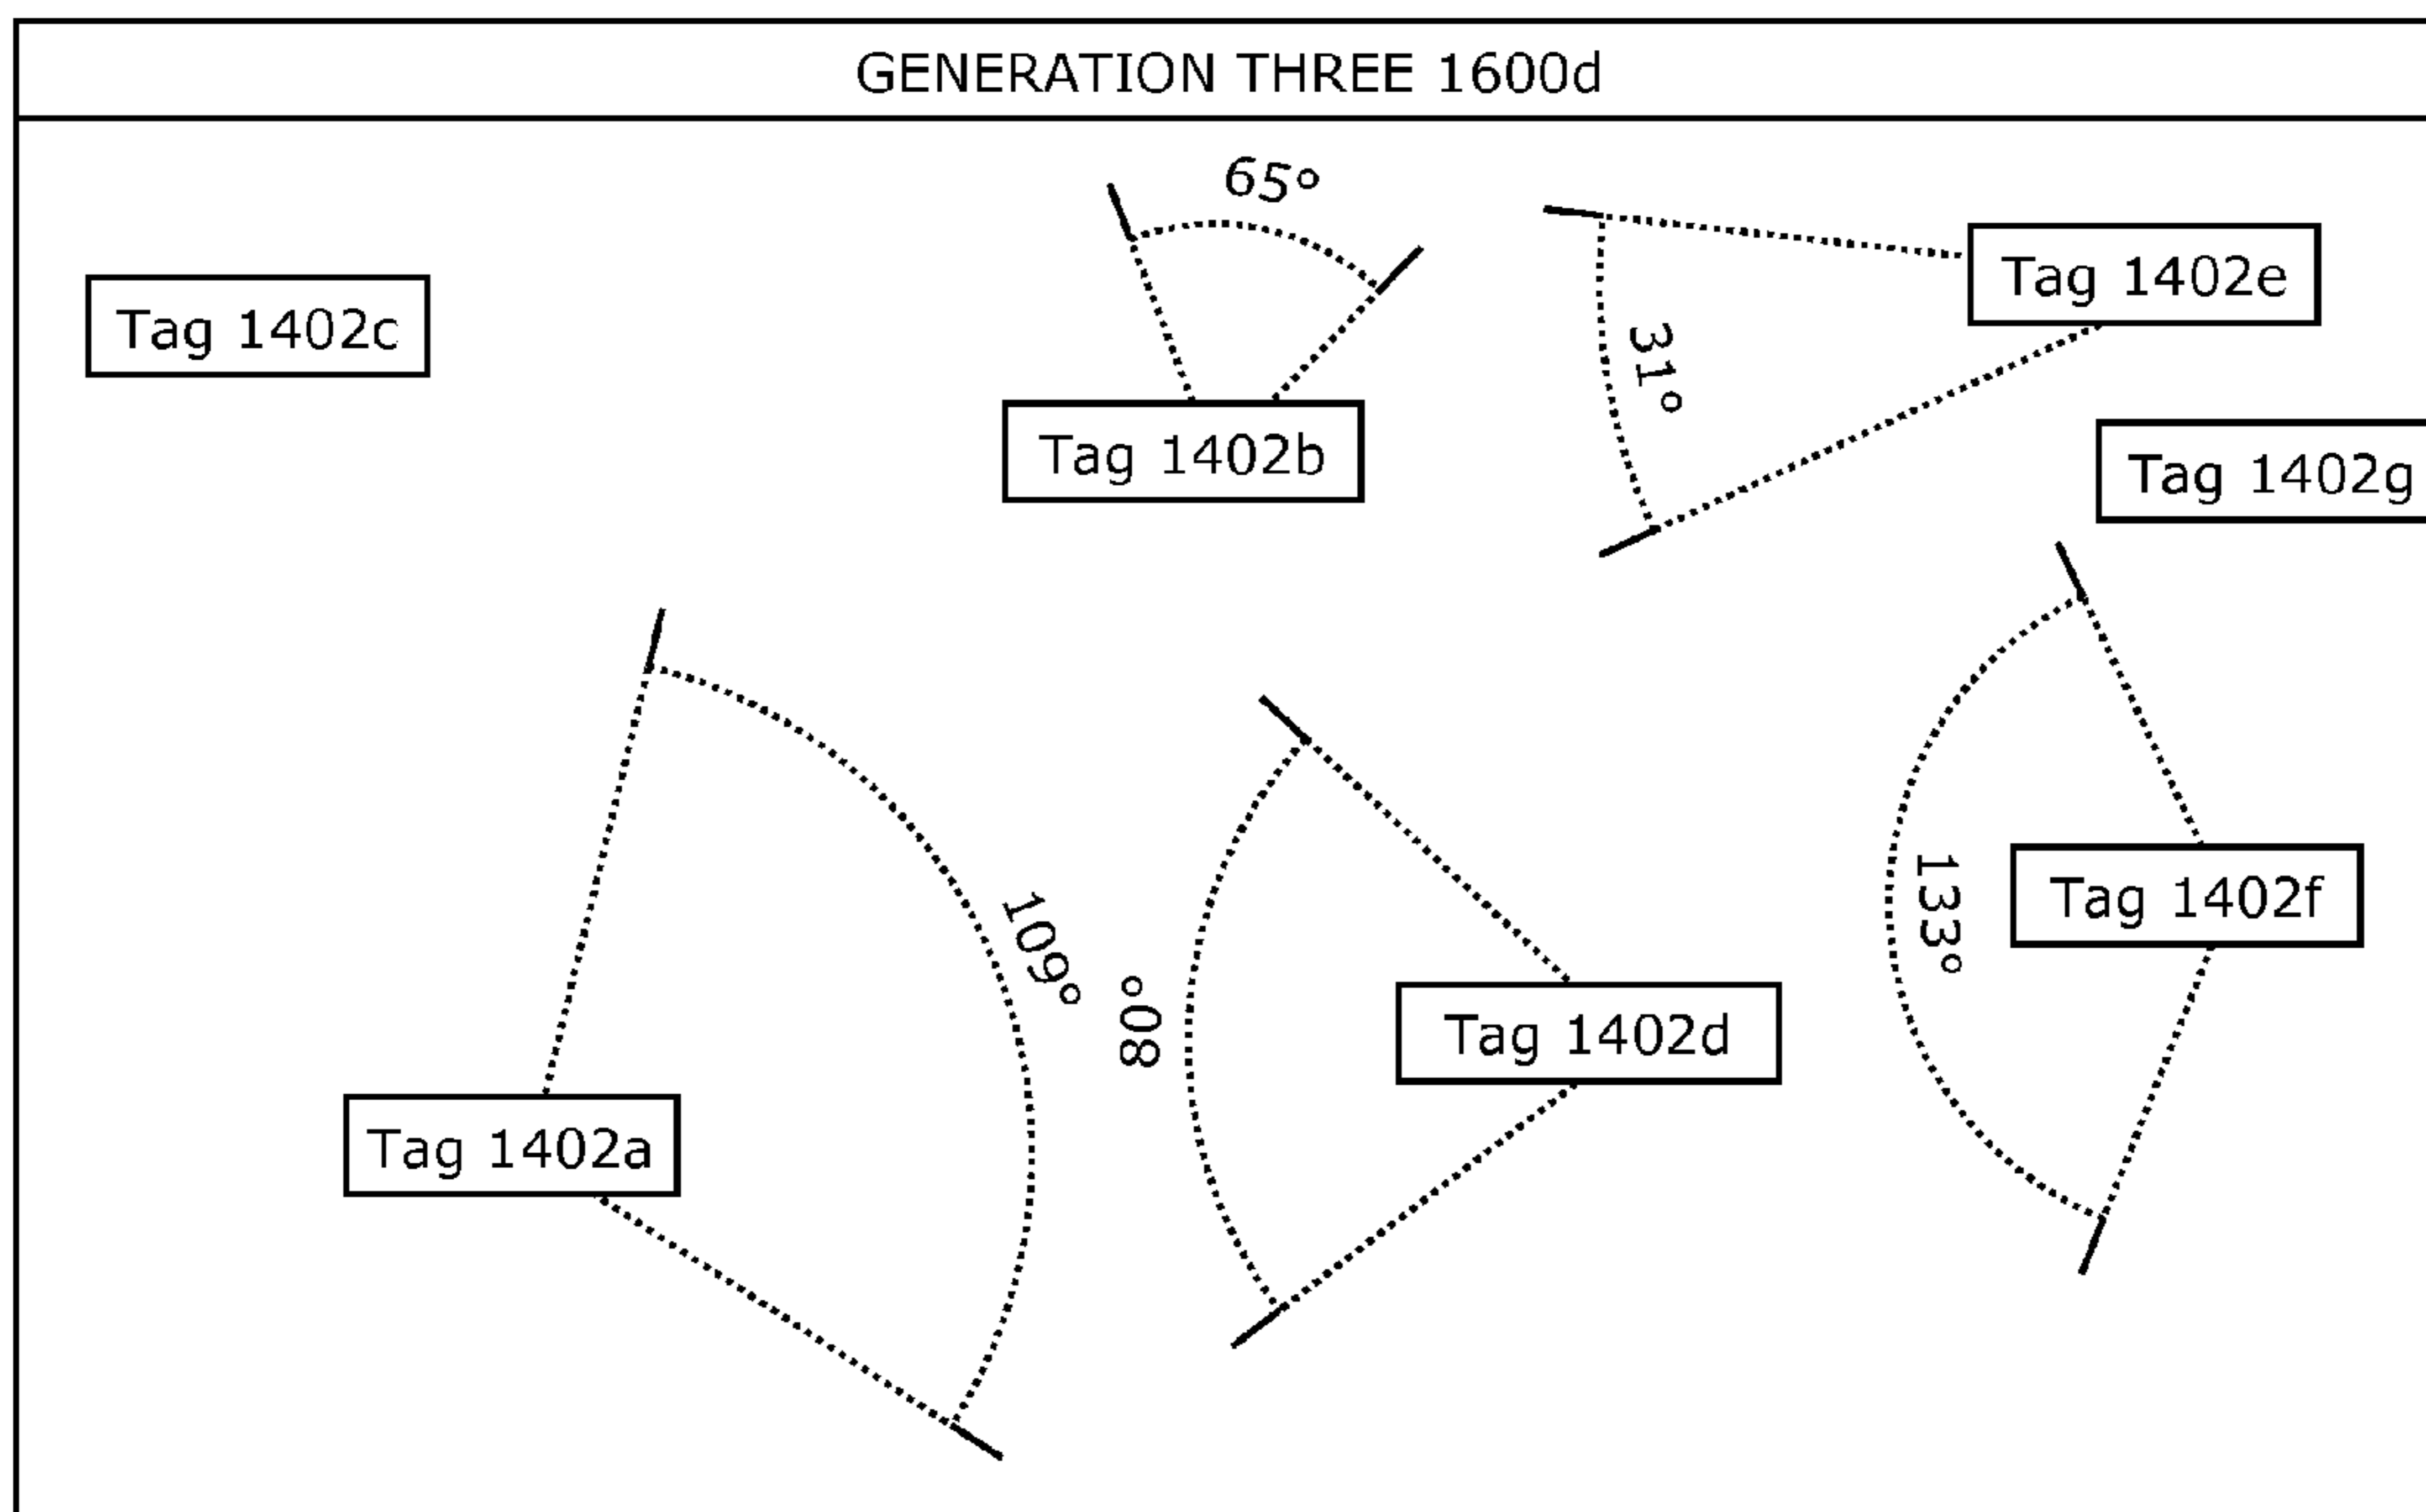 GENERATION THREE 1600d
65°
Tag 1402c
Tag 1402e
31°
Tag 1402b
Tag 1402g
109°
80°
133°
Tag 1402f
Tag 1402d
Tag 1402a